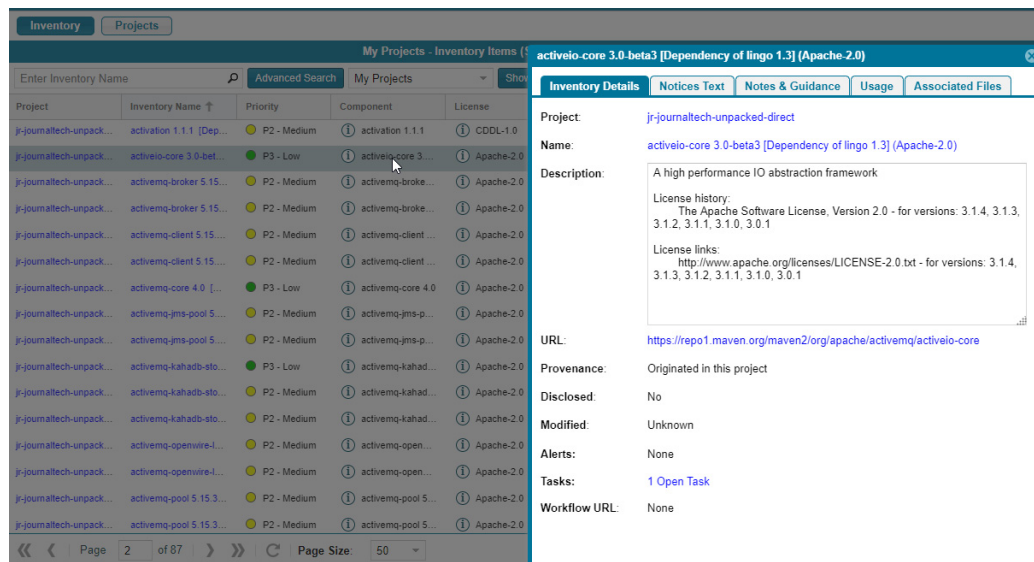 Inventory Projects
My Projects - Inventory Items (
Enter Inventory Name Advanced Search My Projects Show
Project Inventory Name Priority Component License
jr-journaltech-unpack... activation 1.1.1 [Dep... P2 - Medium activation 1.1.1 CDDL-1.0
jr-journaltech-unpack... activeio-core 3.0-bet... P3 - Low activeio-core 3.... Apache-2.0
jr-journaltech-unpack... activemq-broker 5.15... P2 - Medium activemq-broke... Apache-2.0
jr-journaltech-unpack... activemq-broker 5.15... P2 - Medium activemq-broke... Apache-2.0
jr-journaltech-unpack... activemq-client 5.15.... P2 - Medium activemq-client ... Apache-2.0
jr-journaltech-unpack... activemq-client 5.15.... P2 - Medium activemq-client ... Apache-2.0
jr-journaltech-unpack... activemq-core 4.0 [... P3 - Low activemq-core 4.0 Apache-2.0
jr-journaltech-unpack... activemq-jms-pool 5.... P2 - Medium activemq-jms-p... Apache-2.0
jr-journaltech-unpack... activemq-jms-pool 5.... P2 - Medium activemq-jms-p... Apache-2.0
jr-journaltech-unpack... activemq-kahadb-sto... P3 - Low activemq-kahad... Apache-2.0
jr-journaltech-unpack... activemq-kahadb-sto... P2 - Medium activemq-kahad... Apache-2.0
jr-journaltech-unpack... activemq-kahadb-sto... P2 - Medium activemq-kahad... Apache-2.0
jr-journaltech-unpack... activemq-openwire-l... P2 - Medium activemq-open... Apache-2.0
jr-journaltech-unpack... activemq-openwire-l... P2 - Medium activemq-open... Apache-2.0
jr-journaltech-unpack... activemq-pool 5.15.3... P2 - Medium activemq-pool 5... Apache-2.0
jr-journaltech-unpack... activemq-pool 5.15.3... P2 - Medium activemq-pool 5... Apache-2.0
Page 2 of 87 Page Size: 50
activeio-core 3.0-beta3 [Dependency of lingo 1.3] (Apache-2.0)
Inventory Details Notices Text Notes & Guidance Usage Associated Files
Project: jr-journaltech-unpacked-direct
Name: activeio-core 3.0-beta3 [Dependency of lingo 1.3] (Apache-2.0)
Description: A high performance IO abstraction framework
License history:
The Apache Software License, Version 2.0 - for versions: 3.1.4, 3.1.3,
3.1.2, 3.1.1, 3.1.0, 3.0.1
License links:
http://www.apache.org/licenses/LICENSE-2.0.txt - for versions: 3.1.4,
3.1.3, 3.1.2, 3.1.1, 3.1.0, 3.0.1
URL: https://repo1.maven.org/maven2/org/apache/activemq/activeio-core
Provenance: Originated in this project
Disclosed: No
Modified: Unknown
Alerts: None
Tasks: 1 Open Task
Workflow URL: None